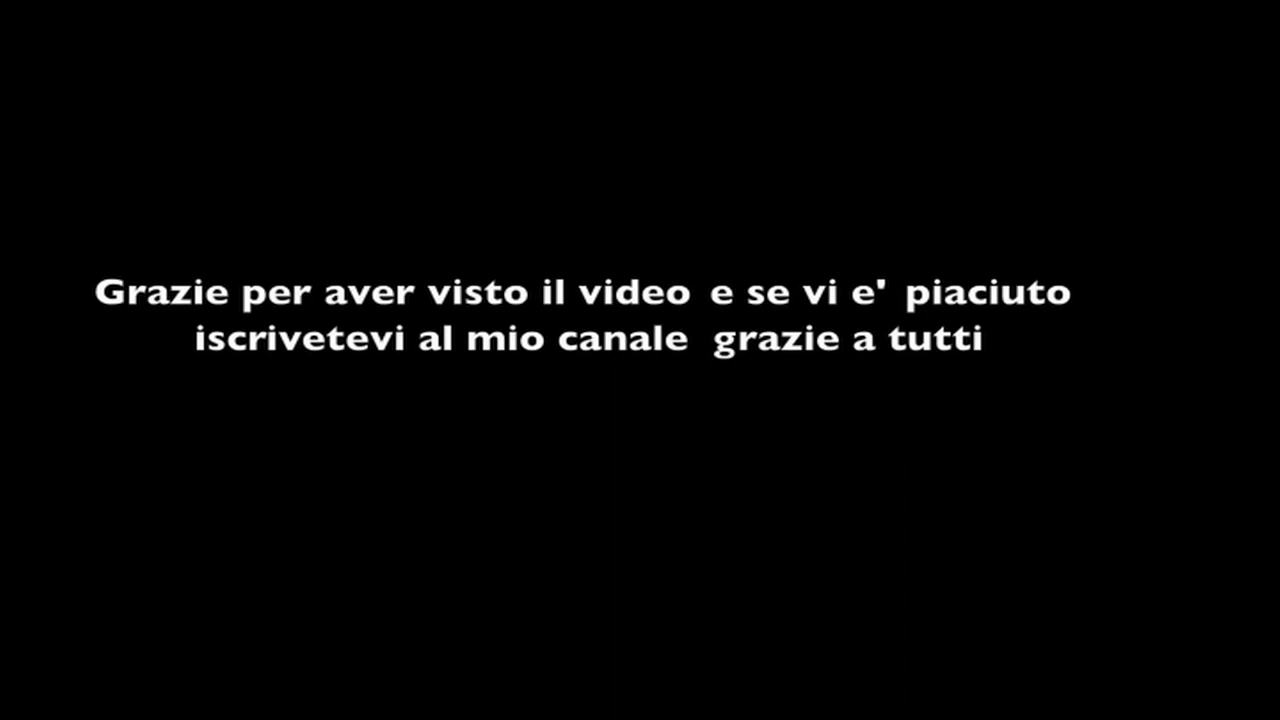 Grazie per aver visto il video e se vi e' piaciuto
iscrivetevi al mio canale grazie a tutti